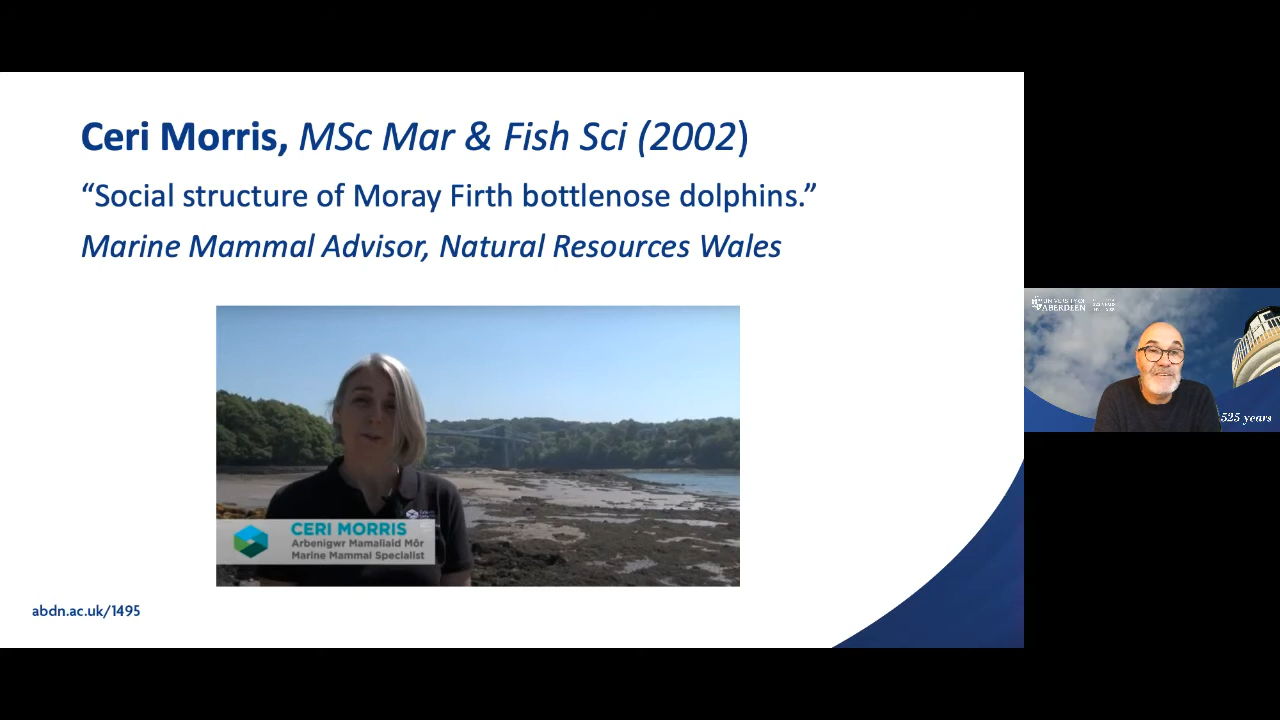 Ceri Morris, MSc Mar & Fish Sci (2002)
“Social structure of Moray Firth bottlenose dolphins.”
Marine Mammal Advisor, Natural Resources Wales
CERI MORRIS
Arbenigwr Mamaliaid Môr
Marine Mammal Specialist
abdn.ac.uk/1495
UNIVERSITY OF
ABERDEEN
525 years